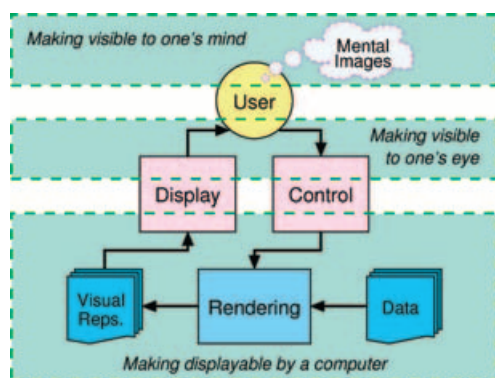 Making visible to one's mind
Mental
Images
User
Making visible
to one's eye
Display
Control
Visual
Reps.
Rendering
Data
Making displayable by a computer